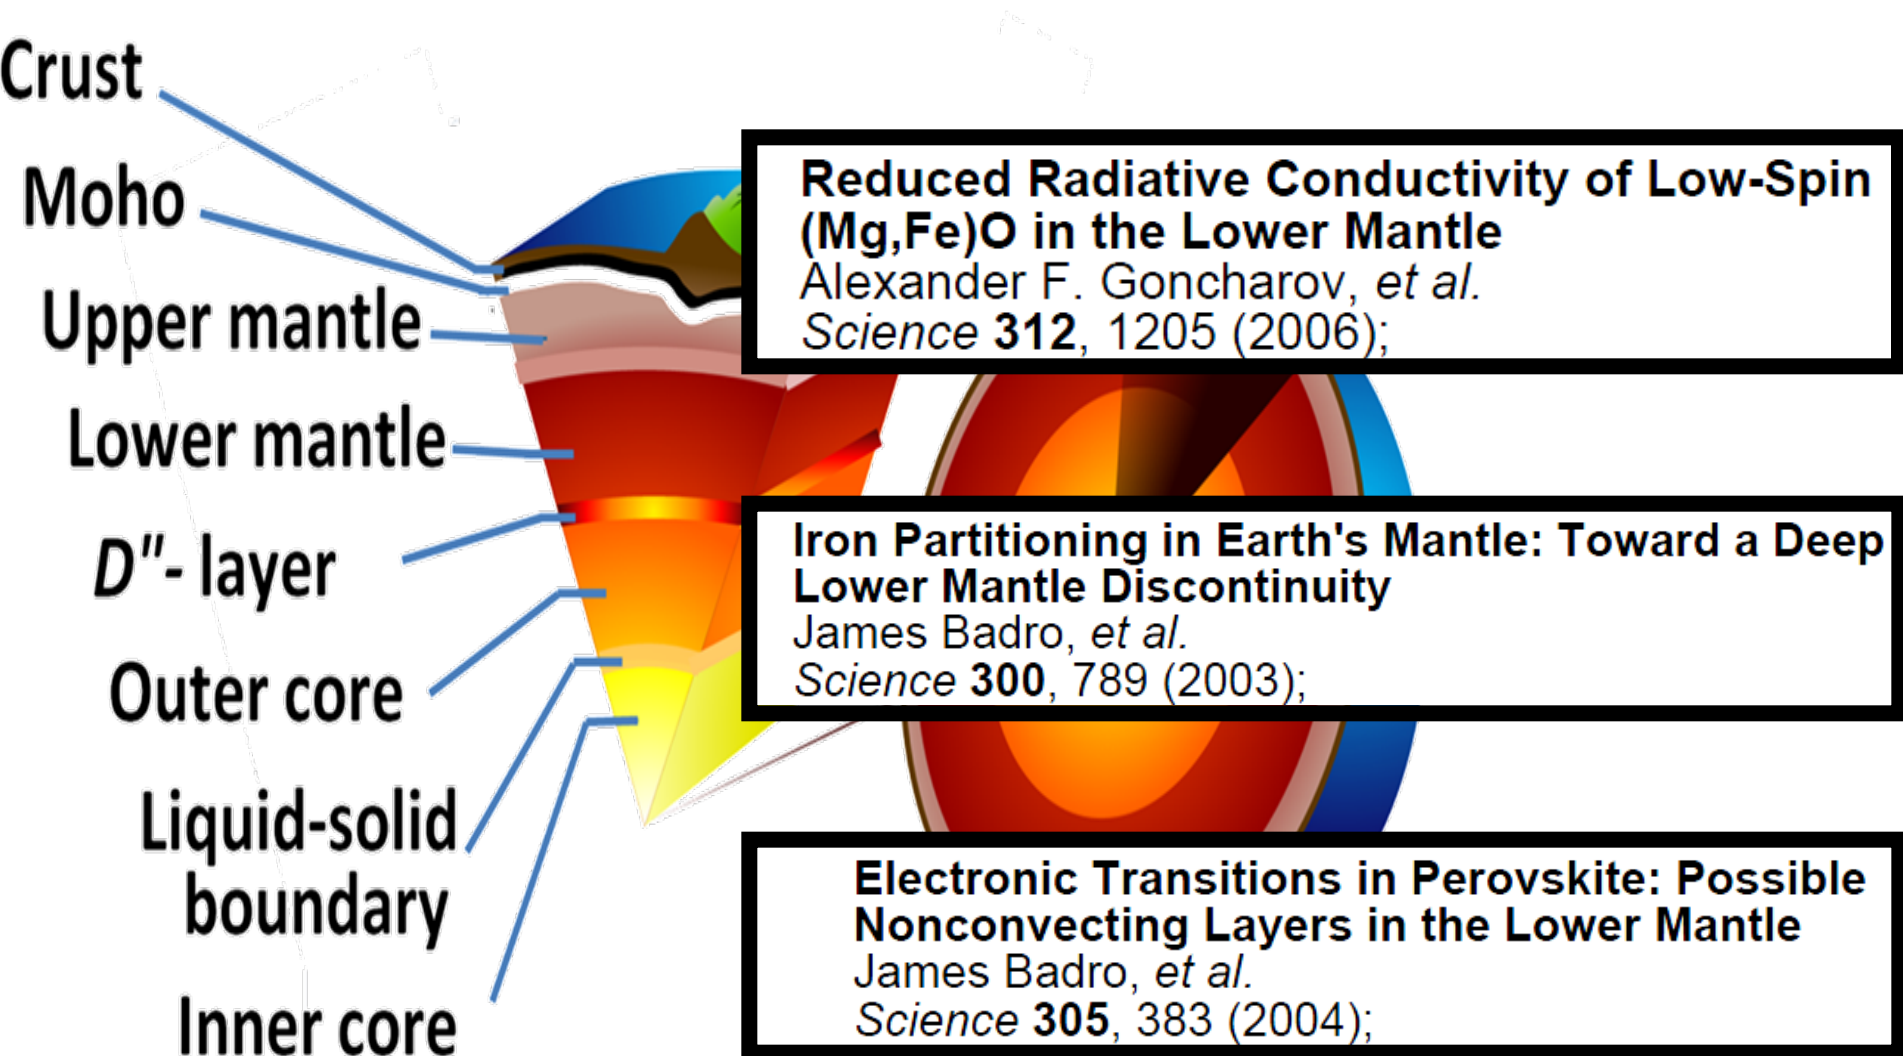 Crust
Moho
Upper mantle
Lower mantle
D"- layer
Outer core
Liquid-solid
boundary
Inner core
Reduced Radiative Conductivity of Low-Spin
(Mg,Fe)O in the Lower Mantle
Alexander F. Goncharov, et al.
Science 312, 1205 (2006);
Iron Partitioning in Earth's Mantle: Toward a Deep
Lower Mantle Discontinuity
James Badro, et al.
Science 300, 789 (2003);
Electronic Transitions in Perovskite: Possible
Nonconvecting Layers in the Lower Mantle
James Badro, et al.
Science 305, 383 (2004);